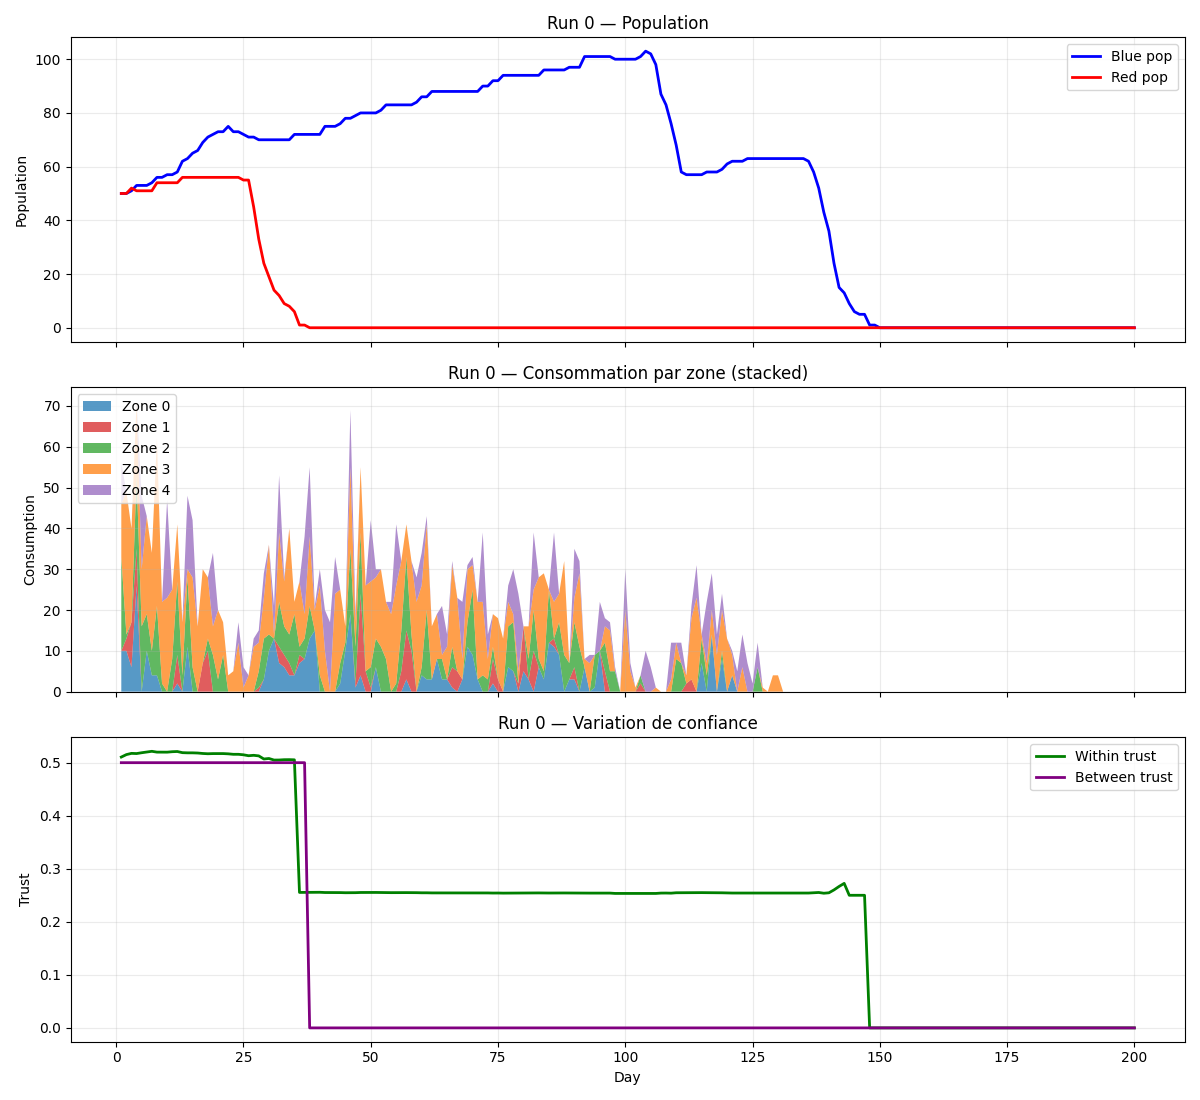 Run 0 — Population
Population
100
80
60
40
20
0
Blue pop
Red pop
Run 0 — Consommation par zone (stacked)
Consumption
70
60
50
40
30
20
10
0
Zone 0
Zone 1
Zone 2
Zone 3
Zone 4
Run 0 — Variation de confiance
Trust
0.5
0.4
0.3
0.2
0.1
0.0
Within trust
Between trust
0 25 50 75 100 125 150 175 200
Day